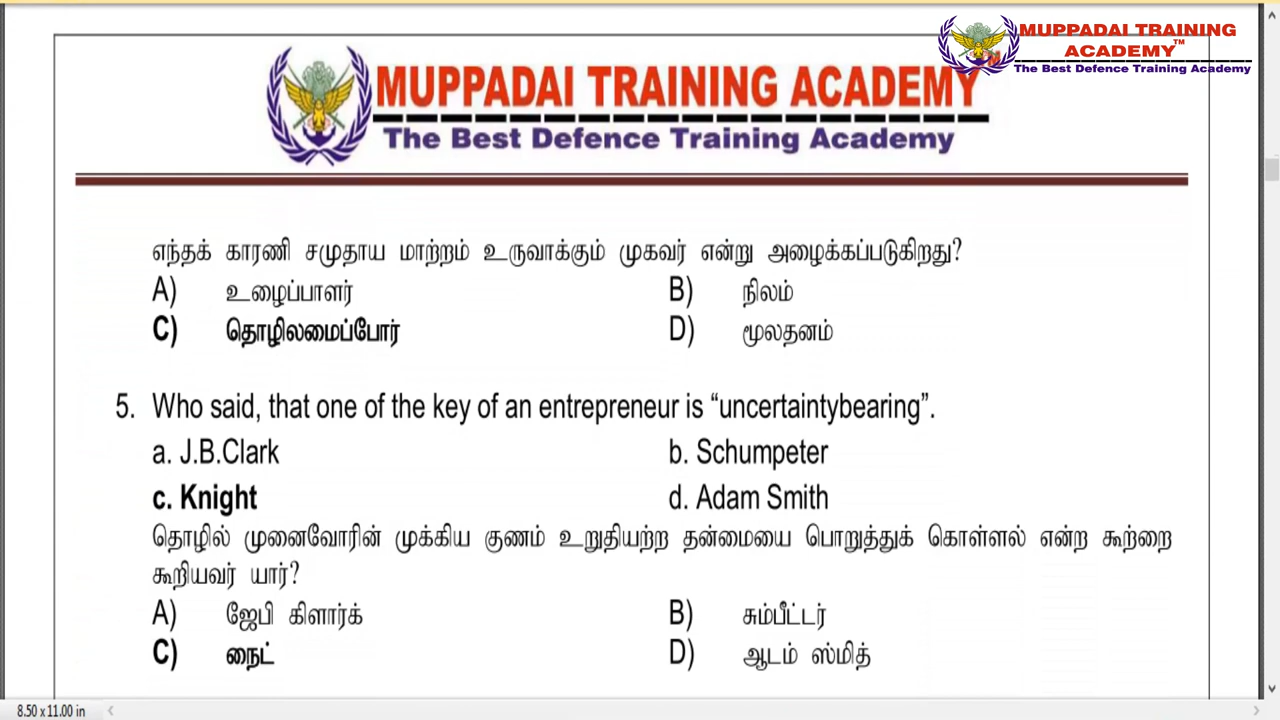 MUPPADAI TRAINING
ACADEMY™
The Best Defence Training Academy
MUPPADAI TRAINING ACADEMY
The Best Defence Training Academy
எந்தக் காரணி சமுதாய மாற்றம் உருவாக்கும் முகவர் என்று அழைக்கப்படுகிறது?
A) உழைப்பாளர் B) நிலம்
C) தொழிலமைப்போர் D) மூலதனம்
5. Who said, that one of the key of an entrepreneur is “uncertaintybearing”.
a. J.B.Clark b. Schumpeter
c. Knight d. Adam Smith
தொழில் முனைவோரின் முக்கிய குணம் உறுதியற்ற தன்மையை பொறுத்துக் கொள்ளல் என்ற கூற்றை
கூறியவர் யார்?
A) ஜேபி கிளார்க் B) சும்பீட்டர்
C) நைட் D) ஆடம் ஸ்மித்
8.50 x 11.00 in